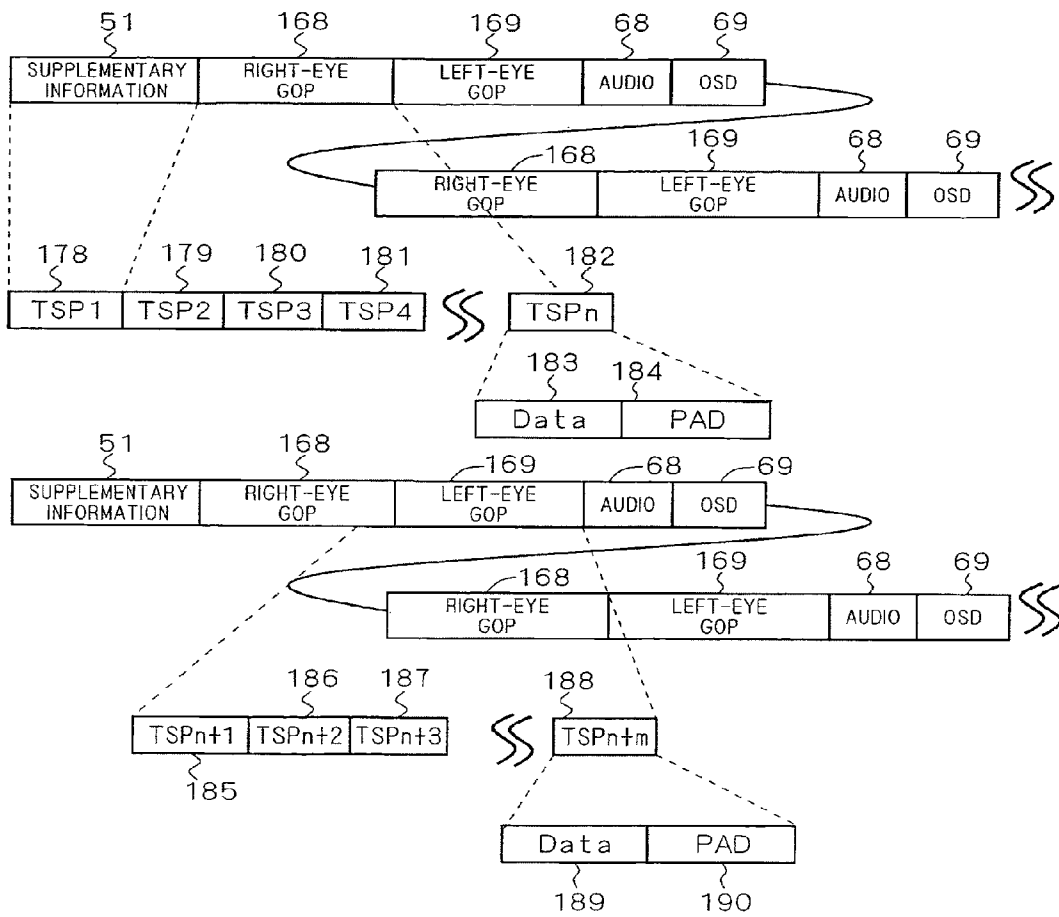 51 168 169 68 69
SUPPLEMENTARY INFORMATION RIGHT-EYE GOP LEFT-EYE GOP AUDIO OSD
168 169 68 69
RIGHT-EYE GOP LEFT-EYE GOP AUDIO OSD
178 179 180 181 182
TSP1 TSP2 TSP3 TSP4 TSPn
183 184
Data PAD
51 168 169 68 69
SUPPLEMENTARY INFORMATION RIGHT-EYE GOP LEFT-EYE GOP AUDIO OSD
168 169 68 69
RIGHT-EYE GOP LEFT-EYE GOP AUDIO OSD
186 187 188
TSPn+1 TSPn+2 TSPn+3 TSPn+m
185
Data PAD
189 190